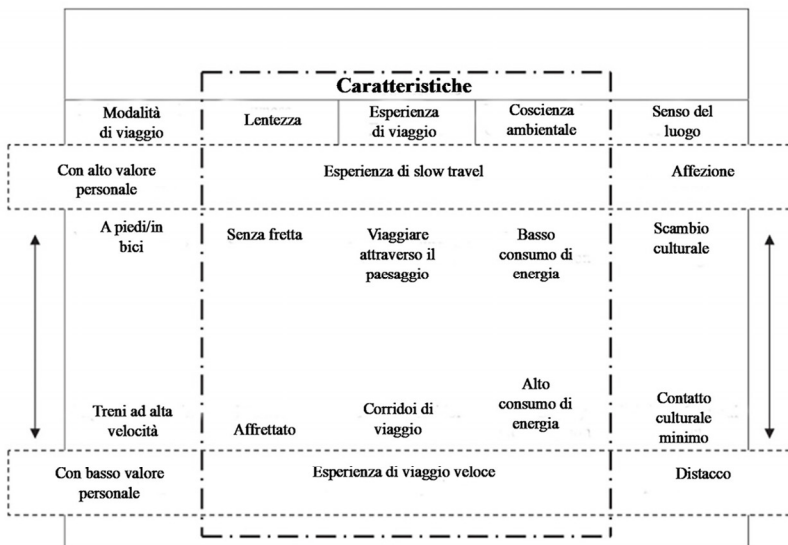 Caratteristiche
Modalità
di viaggio
Lentezza
Esperienza
di viaggio
Coscienza
ambientale
Senso del
luogo
Con alto valore
personale
Esperienza di slow travel
Affezione
A piedi/in
bici
Senza fretta
Viaggiare
attraverso il
paesaggio
Basso
consumo di
energia
Scambio
culturale
Treni ad alta
velocità
Affrettato
Corridoi di
viaggio
Alto
consumo di
energia
Contatto
culturale
minimo
Con basso valore
personale
Esperienza di viaggio veloce
Distacco